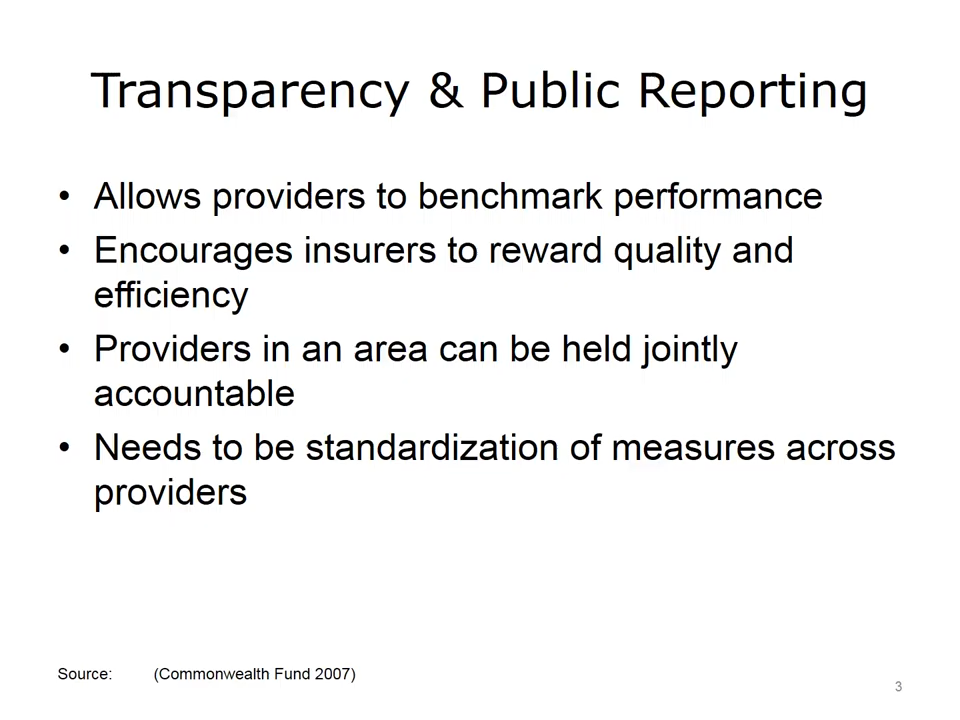 Transparency & Public Reporting
• Allows providers to benchmark performance
• Encourages insurers to reward quality and
efficiency
• Providers in an area can be held jointly
accountable
• Needs to be standardization of measures across
providers
Source: (Commonwealth Fund 2007)
3